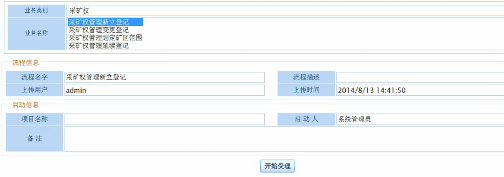 业务类别 采矿权
业务名称 采矿权管理新立登记
采矿权管理变更登记
采矿权管理划定矿区范围
采矿权管理延续登记
流程信息
流程名字 采矿权管理新立登记 流程描述
上传用户 admin 上传时间 2014/8/13 14:41:50
启动信息
项目名称 启动人 系统管理员
备注
开始受理